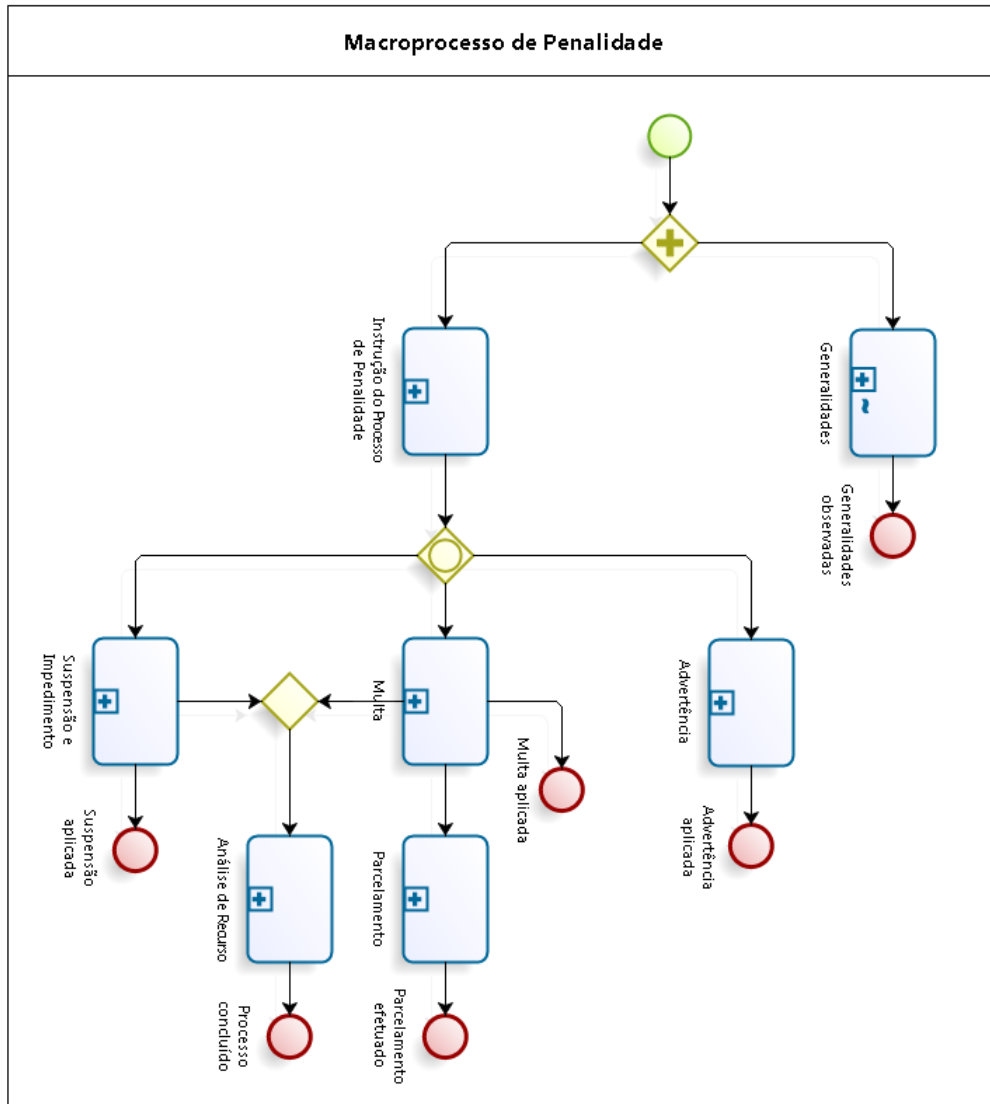 Macroprocesso de Penalidade
Generalidades
Generalidades
observadas
Instrução do Processo
de Penalidade
Advertência
Advertência
aplicada
Multa
Multa aplicada
Suspensão e
Impedimento
Suspensão
aplicada
Parcelamento
Parcelamento
efetuado
Análise de Recurso
Processo
concluído